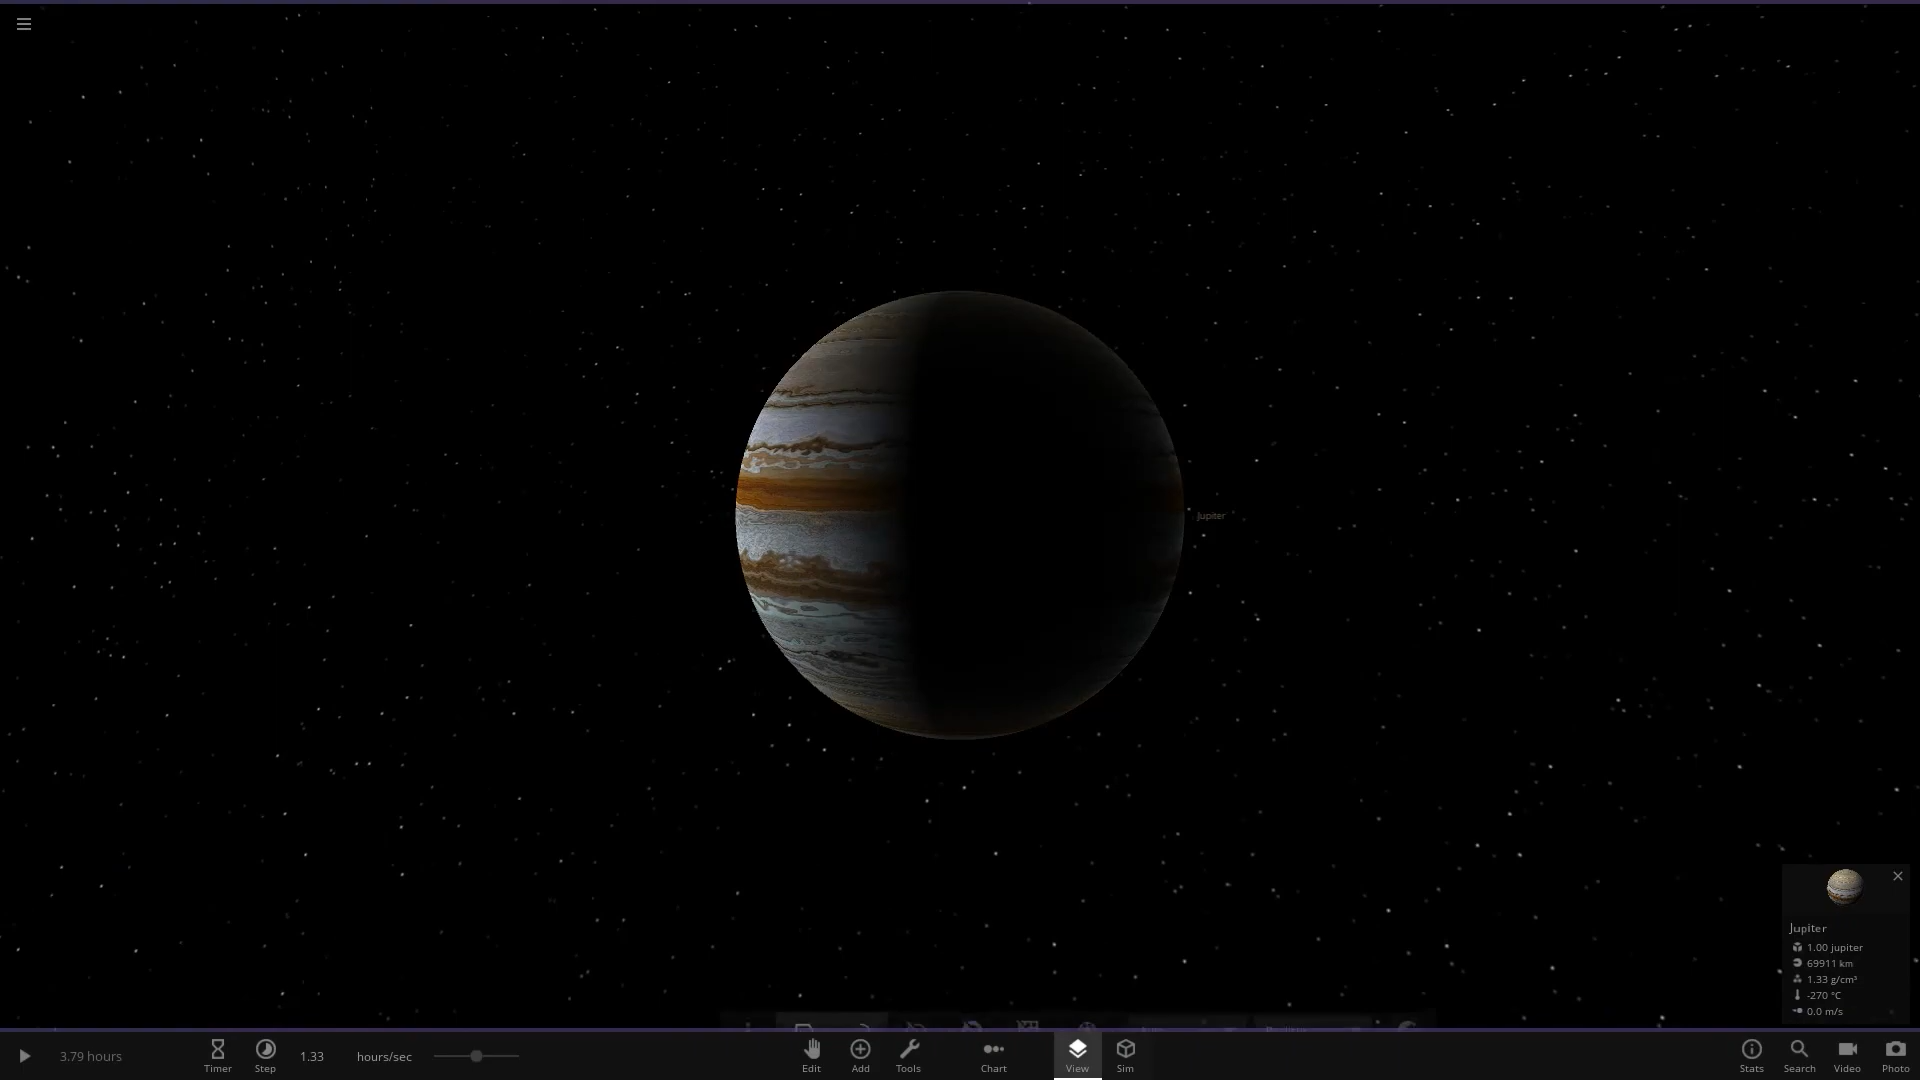 Jupiter
Jupiter
1.00 jupiter
69911 km
1.33 g/cm³
-270 °C
0.0 m/s
3.79 hours
Timer
Step
1.33
hours/sec
Edit
Add
Tools
Chart
View
Sim
Stats
Search
Video
Photo